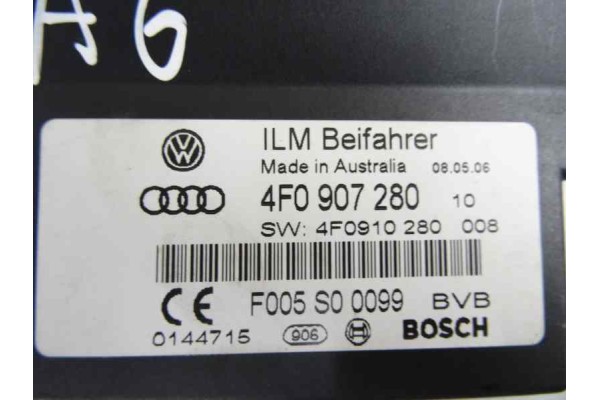 A6
ILM Beifahrer
Made in Australia 08.05.06
4F0 907 280 10
SW: 4F0910 280 008
CE F005 S0 0099 BVB
0144715 906 BOSCH